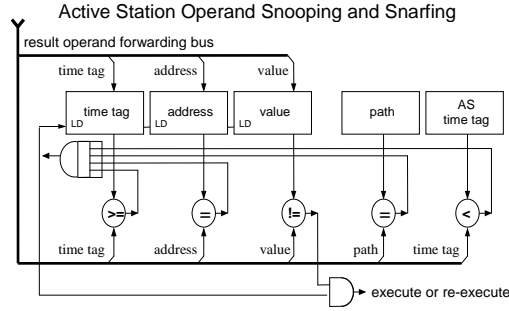 Active Station Operand Snooping and Snarfing
result operand forwarding bus
time tag address value
time tag address value path AS
time tag
LD LD LD
>= = != = <
time tag address value path time tag
execute or re-execute